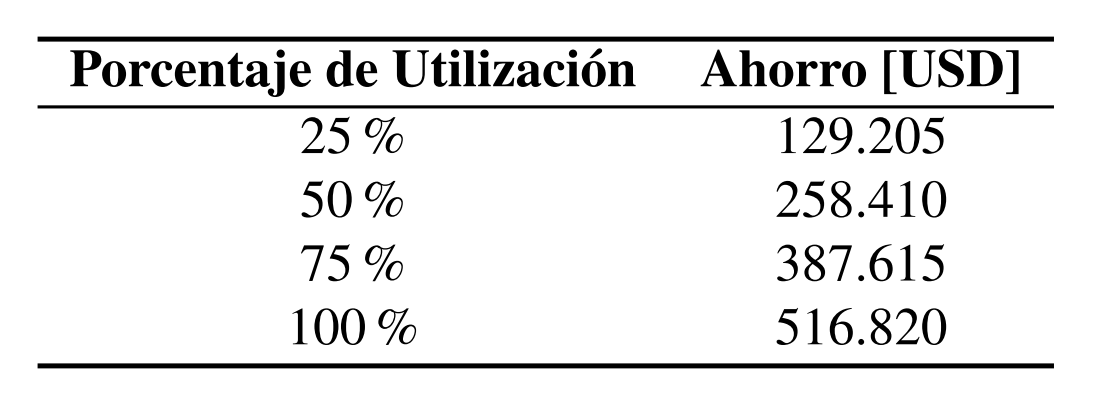 Porcentaje de Utilización Ahorro [USD]
25 % 129.205
50 % 258.410
75 % 387.615
100 % 516.820